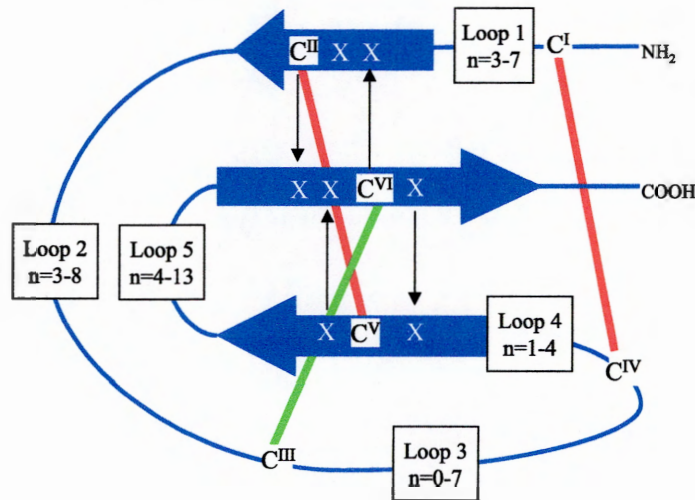 Loop 1
n=3-7
C^II X X
C^I
NH₂
X X C^VI X
COOH
Loop 2
n=3-8
Loop 5
n=4-13
X C^V X
Loop 4
n=1-4
C^IV
C^III
Loop 3
n=0-7